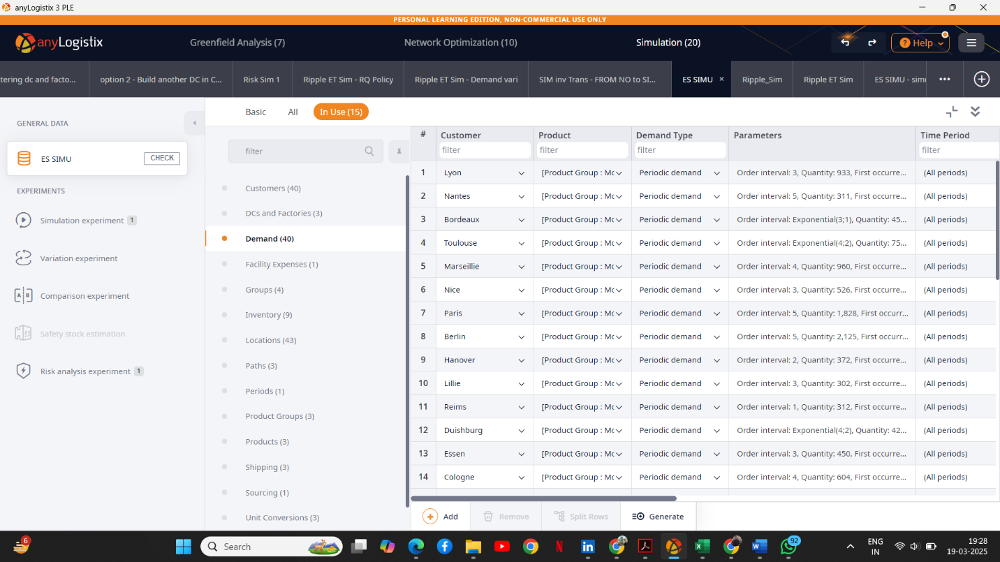 anyLogistix 3 PLE
PERSONAL LEARNING EDITION, NON-COMMERCIAL USE ONLY
anyLogistix
Greenfield Analysis (7)
Network Optimization (10)
Simulation (20)
? Help
tering dc and facto...
option 2 - Build another DC in C...
Risk Sim 1
Ripple ET Sim - RQ Policy
Ripple ET Sim - Demand vari
SIM inv Trans - FROM NO to SI...
ES SIMU ×
Ripple_Sim
Ripple ET Sim
ES SIMU - simu
GENERAL DATA
ES SIMU
CHECK
EXPERIMENTS
Simulation experiment 1
Variation experiment
A B Comparison experiment
Safety stock estimation
Risk analysis experiment 1
Basic
All
In Use (15)
filter
Customers (40)
DCs and Factories (3)
Demand (40)
Facility Expenses (1)
Groups (4)
Inventory (9)
Locations (43)
Paths (3)
Periods (1)
Product Groups (3)
Products (3)
Shipping (3)
Sourcing (1)
Unit Conversions (3)
# Customer Product Demand Type Parameters Time Period
filter filter filter filter
1 Lyon [Product Group : Mc Periodic demand Order interval: 3, Quantity: 933, First occurre... (All periods)
2 Nantes [Product Group : Mc Periodic demand Order interval: 5, Quantity: 311, First occurre... (All periods)
3 Bordeaux [Product Group : Mc Periodic demand Order interval: Exponential(3;1), Quantity: 45... (All periods)
4 Toulouse [Product Group : Mc Periodic demand Order interval: Exponential(4;2), Quantity: 75... (All periods)
5 Marseillie [Product Group : Mc Periodic demand Order interval: 4, Quantity: 960, First occurre... (All periods)
6 Nice [Product Group : Mc Periodic demand Order interval: 3, Quantity: 526, First occurre... (All periods)
7 Paris [Product Group : Mc Periodic demand Order interval: 5, Quantity: 1,828, First occurr... (All periods)
8 Berlin [Product Group : Mc Periodic demand Order interval: 5, Quantity: 2,125, First occurr... (All periods)
9 Hanover [Product Group : Mc Periodic demand Order interval: 2, Quantity: 372, First occurre... (All periods)
10 Lillie [Product Group : Mc Periodic demand Order interval: 3, Quantity: 302, First occurre... (All periods)
11 Reims [Product Group : Mc Periodic demand Order interval: 1, Quantity: 312, First occurre... (All periods)
12 Duishburg [Product Group : Mc Periodic demand Order interval: Exponential(4;2), Quantity: 42... (All periods)
13 Essen [Product Group : Mc Periodic demand Order interval: 3, Quantity: 450, First occurre... (All periods)
14 Cologne [Product Group : Mc Periodic demand Order interval: 4, Quantity: 604, First occurre... (All periods)
Add
Remove
Split Rows
Generate
6
Search
92
ENG
IN
19:28
19-03-2025